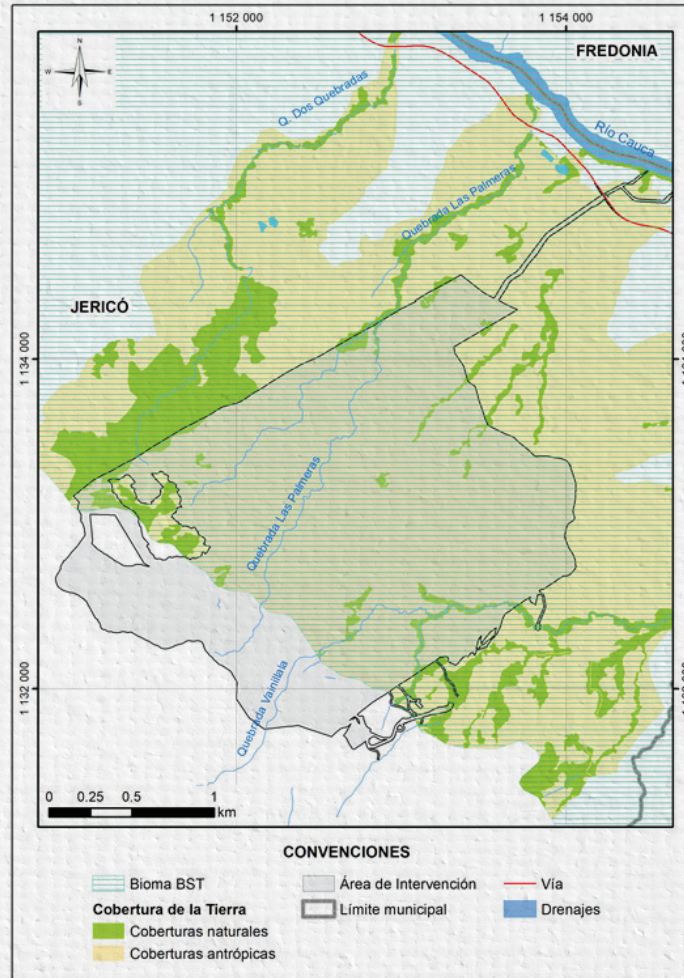 1 152 000
1 154 000
N
W
E
S
FREDONIA
Q. Dos Quebradas
Río Cauca
Quebrada Las Palmeras
JERICÓ
1 134 000
Quebrada Las Palmeras
1 132 000
Quebrada Vainillala
0 0.25 0.5 1
km
CONVENCIONES
Bioma BST
Área de Intervención
Vía
Cobertura de la Tierra
Límite municipal
Drenajes
Coberturas naturales
Coberturas antrópicas